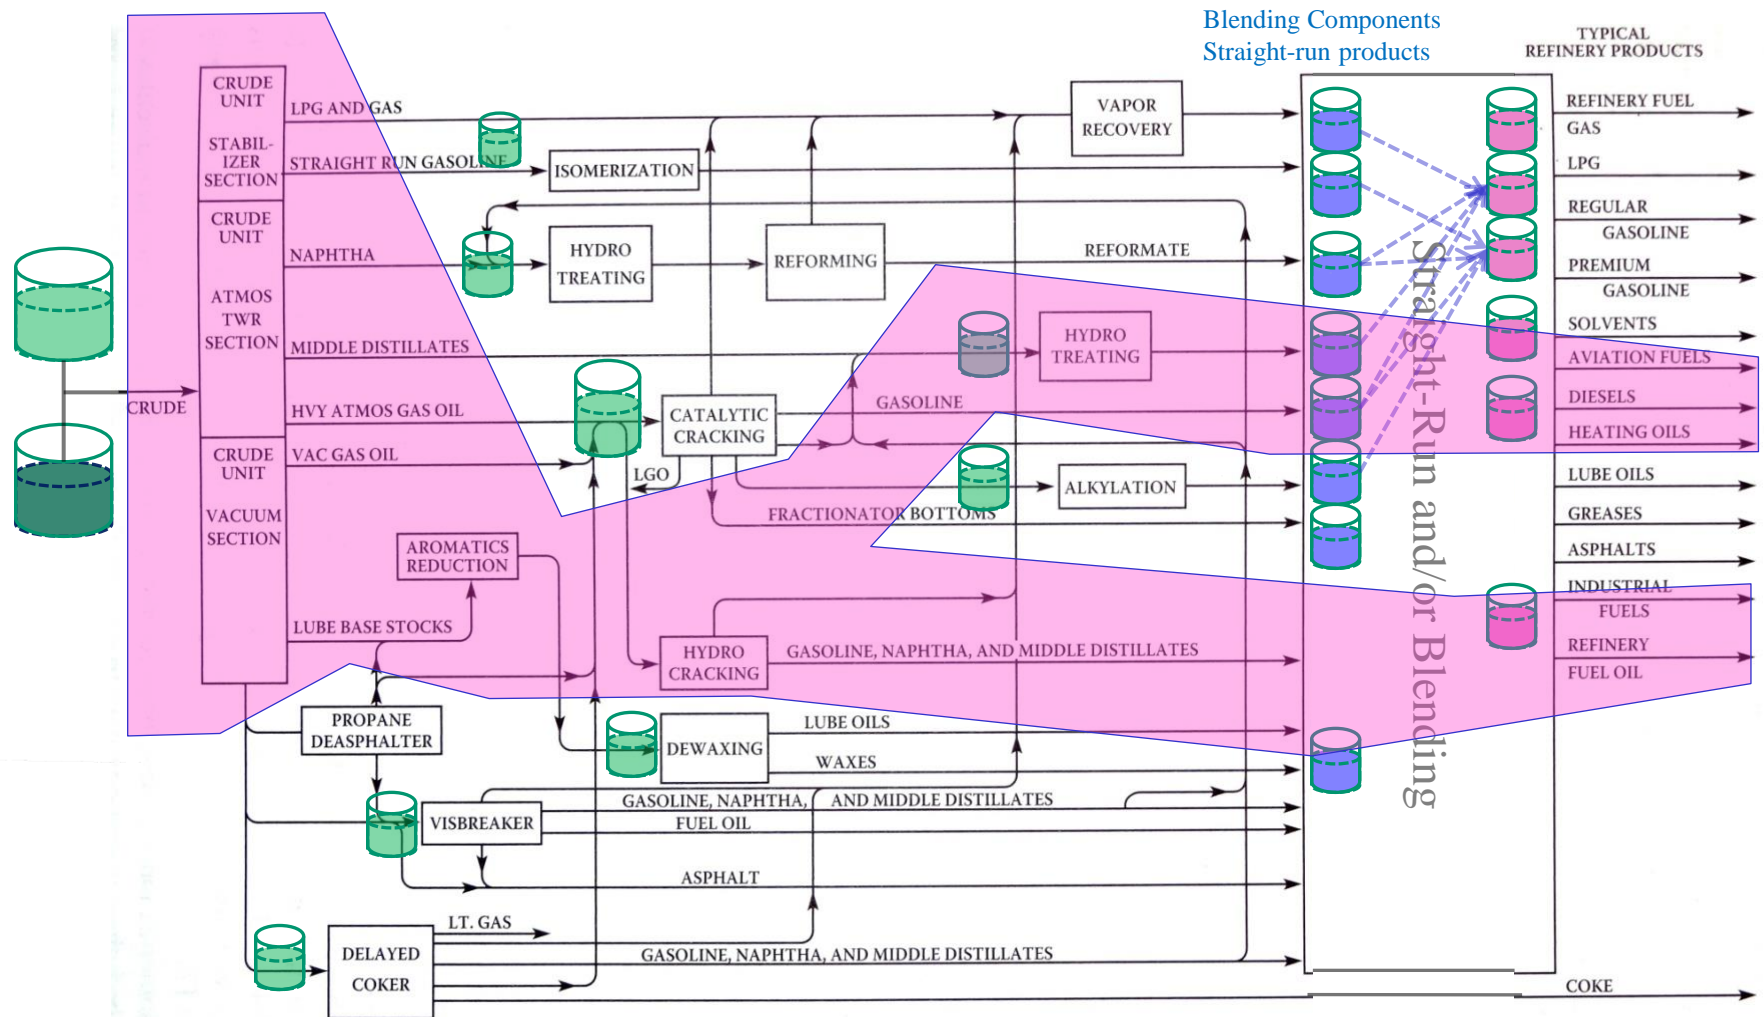 Blending Components
Straight-run products
TYPICAL
REFINERY PRODUCTS
CRUDE
UNIT
STABIL-
IZER
SECTION
CRUDE
UNIT
ATMOS
TWR
SECTION
CRUDE
UNIT
VACUUM
SECTION
CRUDE
LPG AND GAS
STRAIGHT RUN GASOLINE
NAPHTHA
MIDDLE DISTILLATES
HVY ATMOS GAS OIL
VAC GAS OIL
LUBE BASE STOCKS
ISOMERIZATION
HYDRO
TREATING
REFORMING
REFORMATE
VAPOR
RECOVERY
HYDRO
TREATING
CATALYTIC
CRACKING
GASOLINE
LGO
ALKYLATION
FRACTIONATOR BOTTOMS
AROMATICS
REDUCTION
HYDRO
CRACKING
GASOLINE, NAPHTHA, AND MIDDLE DISTILLATES
PROPANE
DEASPHALTER
DEWAXING
LUBE OILS
WAXES
VISBREAKER
GASOLINE, NAPHTHA, AND MIDDLE DISTILLATES
FUEL OIL
ASPHALT
DELAYED
COKER
LT. GAS
GASOLINE, NAPHTHA, AND MIDDLE DISTILLATES
Straight-Run and/or Blending
REFINERY FUEL
GAS
LPG
REGULAR
GASOLINE
PREMIUM
GASOLINE
SOLVENTS
AVIATION FUELS
DIESELS
HEATING OILS
LUBE OILS
GREASES
ASPHALTS
INDUSTRIAL
FUELS
REFINERY
FUEL OIL
COKE